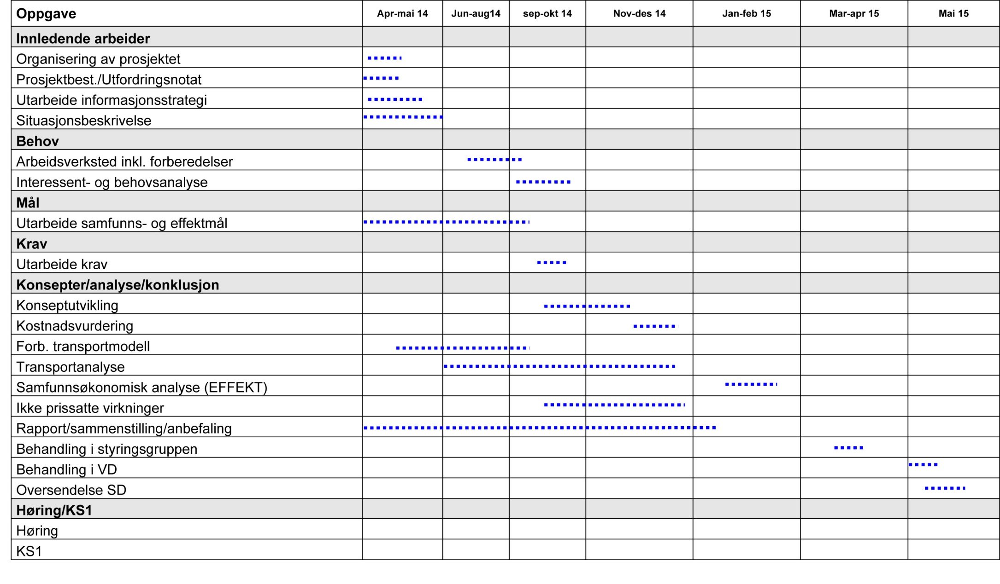 Oppgave Apr-mai 14 Jun-aug14 sep-okt 14 Nov-des 14 Jan-feb 15 Mar-apr 15 Mai 15
Innledende arbeider
Organisering av prosjektet
Prosjektbest./Utfordringsnotat
Utarbeide informasjonsstrategi
Situasjonsbeskrivelse
Behov
Arbeidsverksted inkl. forberedelser
Interessent- og behovsanalyse
Mål
Utarbeide samfunns- og effektmål
Krav
Utarbeide krav
Konsepter/analyse/konklusjon
Konseptutvikling
Kostnadsvurdering
Forb. transportmodell
Transportanalyse
Samfunnsøkonomisk analyse (EFFEKT)
Ikke prissatte virkninger
Rapport/sammenstilling/anbefaling
Behandling i styringsgruppen
Behandling i VD
Oversendelse SD
Høring/KS1
Høring
KS1